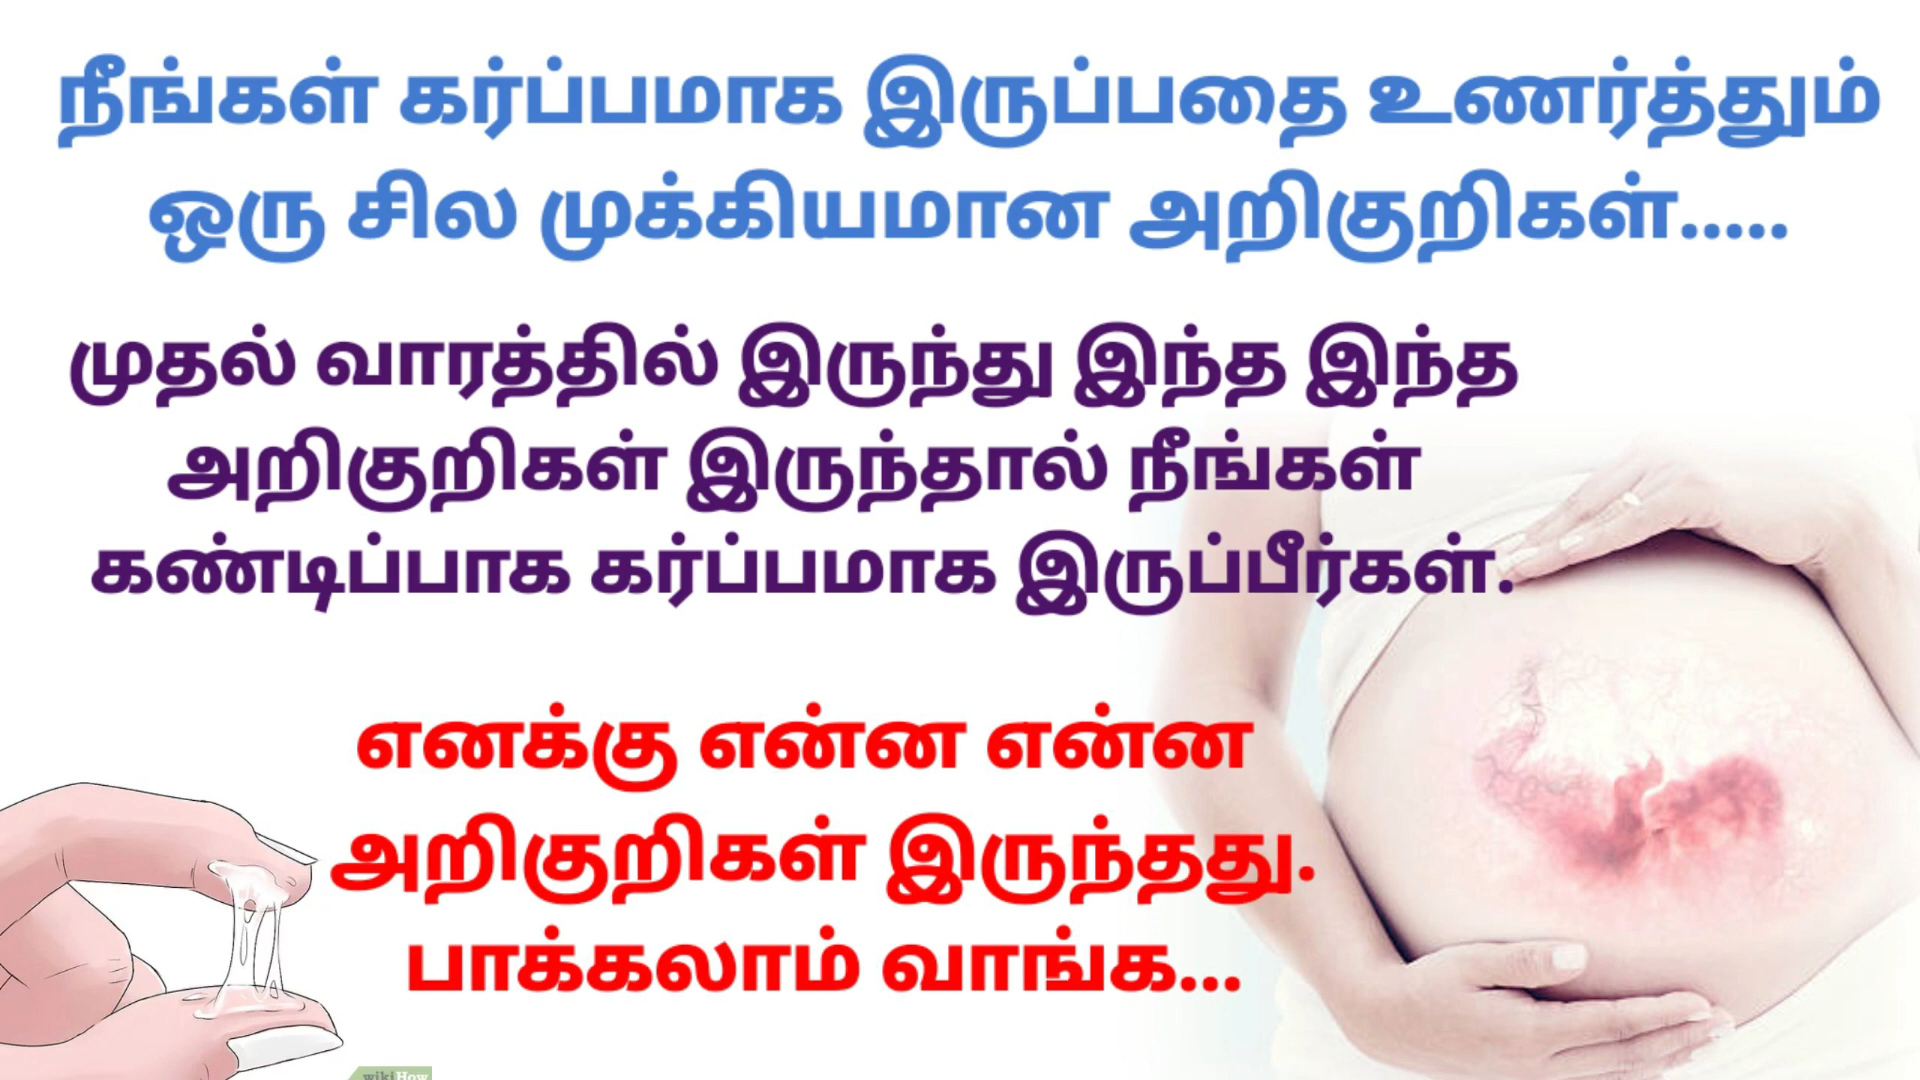 நீங்கள் கர்ப்பமாக இருப்பதை உணர்த்தும்
ஒரு சில முக்கியமான அறிகுறிகள்.....
முதல் வாரத்தில் இருந்து இந்த இந்த
அறிகுறிகள் இருந்தால் நீங்கள்
கண்டிப்பாக கர்ப்பமாக இருப்பீர்கள்.
எனக்கு என்ன என்ன
அறிகுறிகள் இருந்தது.
பாக்கலாம் வாங்க...
wikiHow